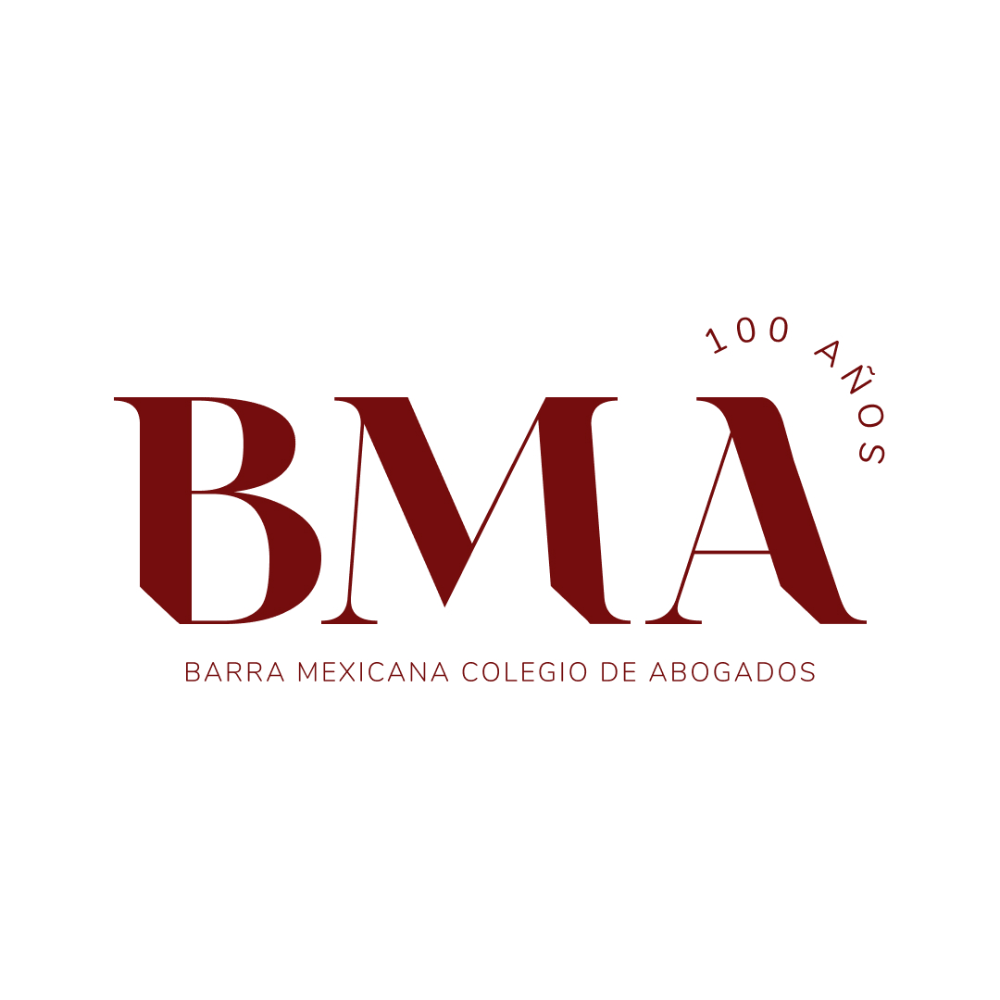 100 AÑOS
BMA
BARRA MEXICANA COLEGIO DE ABOGADOS